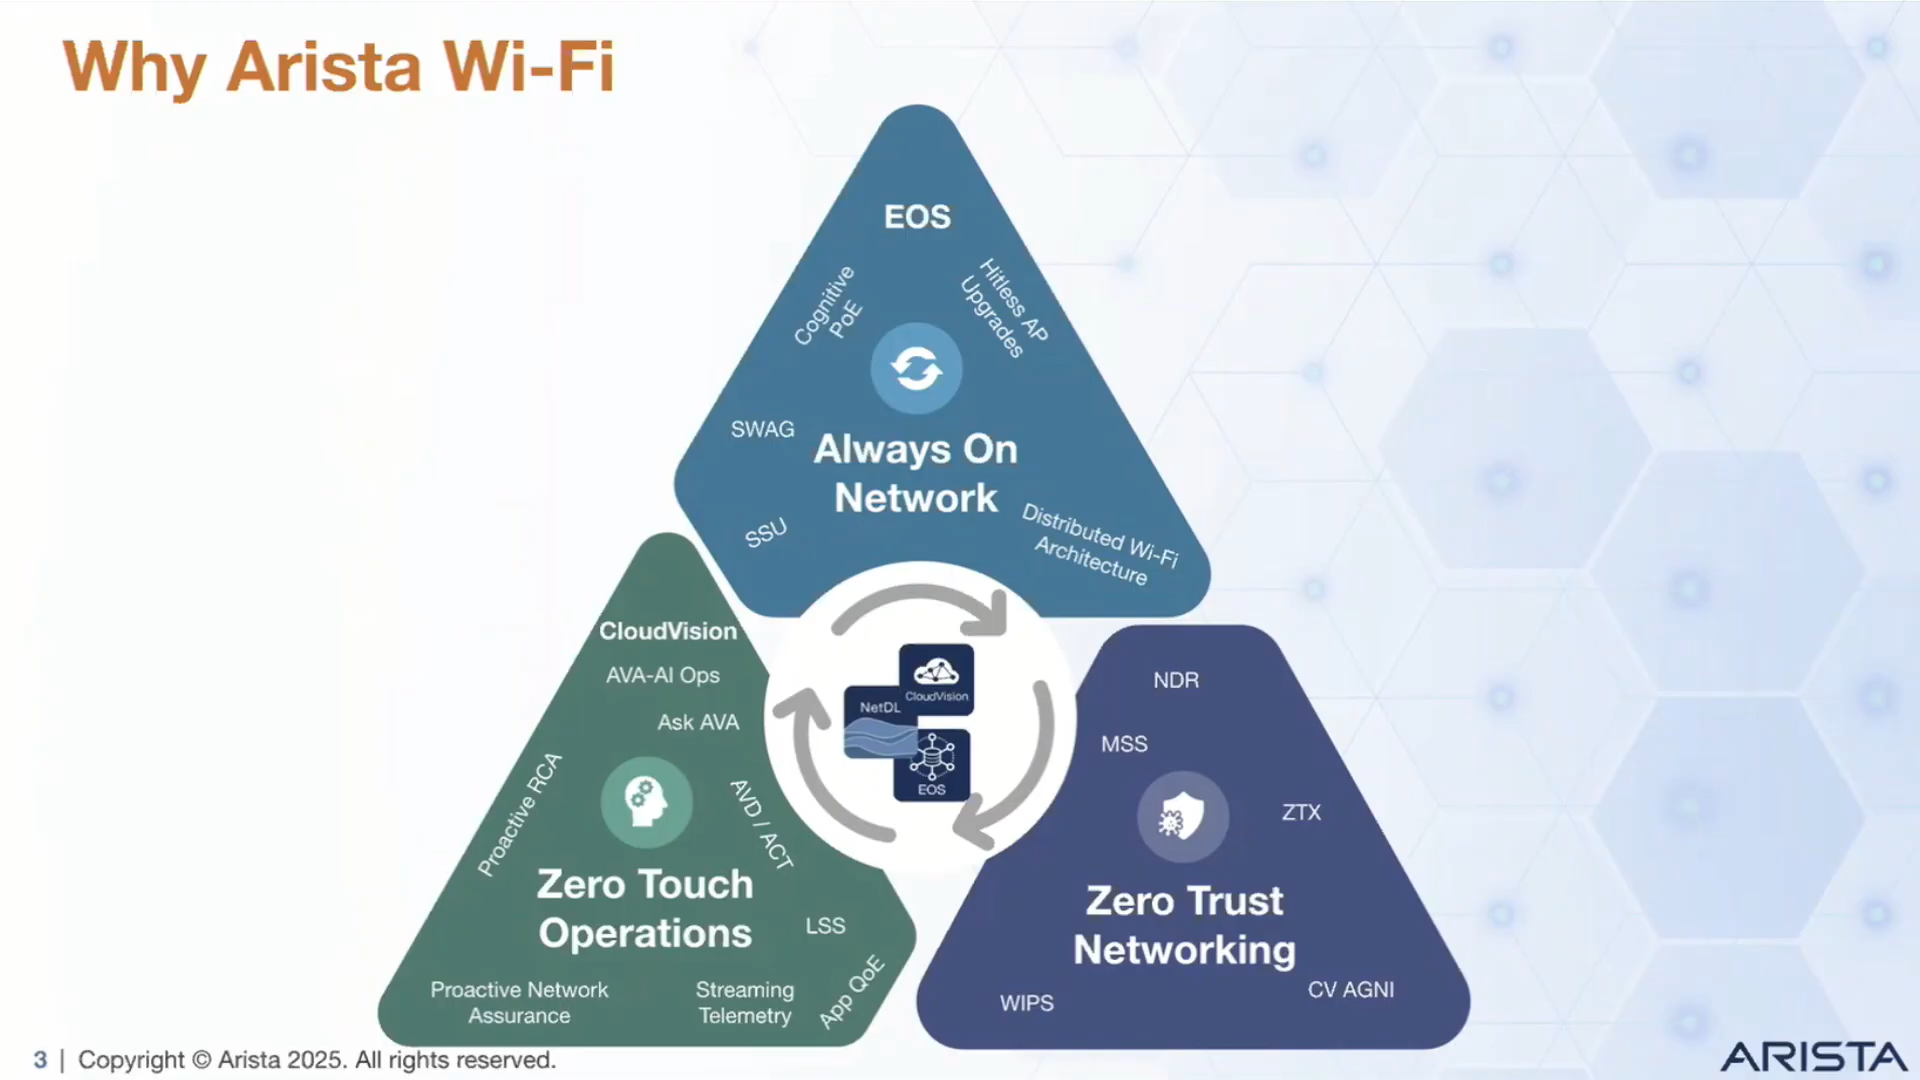 Why Arista Wi-Fi
EOS
Cognitive
PoE
Hitless AP
Upgrades
SWAG
Always On
Network
SSU
Distributed Wi-Fi
Architecture
CloudVision
AVA-AI Ops
Ask AVA
Proactive RCA
AVD / ACT
Zero Touch
Operations
LSS
Proactive Network
Assurance
Streaming
Telemetry
App QoE
CloudVision
NetDL
EOS
NDR
MSS
ZTX
Zero Trust
Networking
WIPS
CV AGNI
3 | Copyright © Arista 2025. All rights reserved.
ARISTA